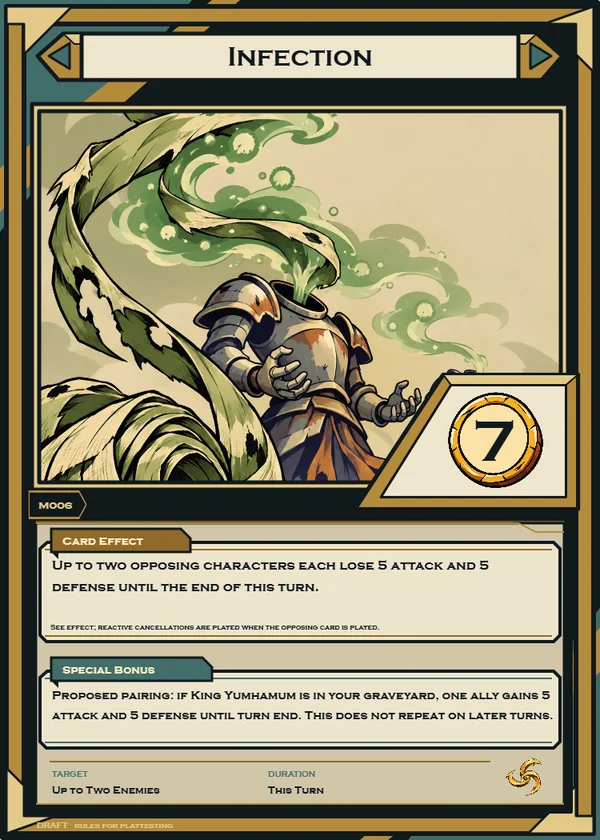 Infection
7
M006
Card Effect
Up to two opposing characters each lose 5 attack and 5
defense until the end of this turn.
See effect; reactive cancellations are played when the opposing card is played.
Special Bonus
Proposed pairing: if King Yumhamum is in your graveyard, one ally gains 5
attack and 5 defense until turn end. This does not repeat on later turns.
Target
Duration
Up to Two Enemies
This Turn
DRAFT · Rules for playtesting